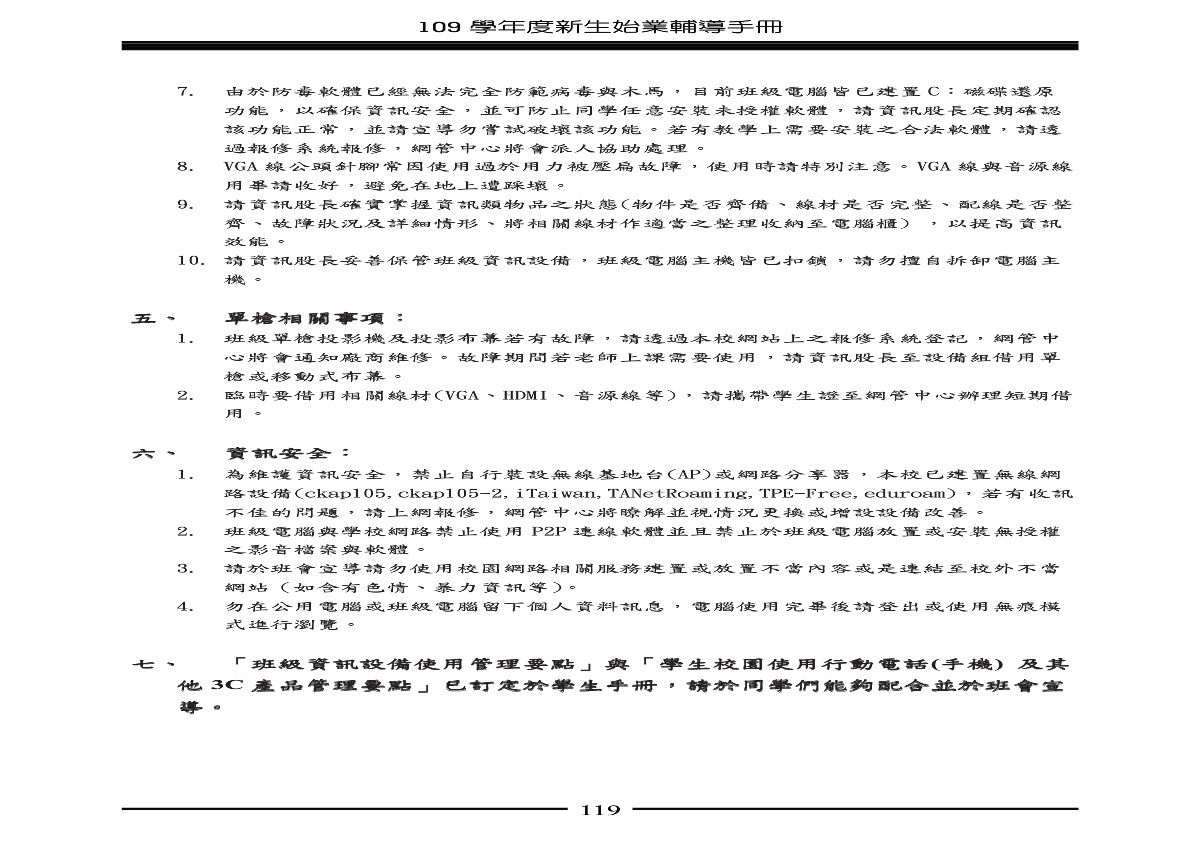 109 學年度新生始業輔導手冊
7. 由於防毒軟體已經無法完全防範病毒與木馬，目前班級電腦皆已建置 C：磁碟還原
功能，以確保資訊安全，並可防止同學任意安裝未授權軟體，請資訊股長定期確認
該功能正常，並請宣導勿嘗試破壞該功能。若有教學上需要安裝之合法軟體，請透
過報修系統報修，網管中心將會派人協助處理。
8. VGA 線公頭針腳常因使用過於用力被壓扁故障，使用時請特別注意。VGA 線與音源線
用畢請收好，避免在地上遭踩壞。
9. 請資訊股長確實掌握資訊類物品之狀態(物件是否齊備、線材是否完整、配線是否整
齊、故障狀況及詳細情形、將相關線材作適當之整理收納至電腦櫃) ，以提高資訊
效能。
10. 請資訊股長妥善保管班級資訊設備，班級電腦主機皆已扣鎖，請勿擅自拆卸電腦主
機。
五、 單槍相關事項：
1. 班級單槍投影機及投影布幕若有故障，請透過本校網站上之報修系統登記，網管中
心將會通知廠商維修。故障期間若老師上課需要使用，請資訊股長至設備組借用單
槍或移動式布幕。
2. 臨時要借用相關線材(VGA、HDMI、音源線等)，請攜帶學生證至網管中心辦理短期借
用。
六、 資訊安全：
1. 為維護資訊安全，禁止自行裝設無線基地台(AP)或網路分享器，本校已建置無線網
路設備(ckap105,ckap105-2,iTaiwan,TANetRoaming,TPE-Free,eduroam)，若有收訊
不佳的問題，請上網報修，網管中心將瞭解並視情況更換或增設設備改善。
2. 班級電腦與學校網路禁止使用 P2P 連線軟體並且禁止於班級電腦放置或安裝無授權
之影音檔案與軟體。
3. 請於班會宣導請勿使用校園網路相關服務建置或放置不當內容或是連結至校外不當
網站（如含有色情、暴力資訊等)。
4. 勿在公用電腦或班級電腦留下個人資料訊息，電腦使用完畢後請登出或使用無痕模
式進行瀏覽。
七、 「班級資訊設備使用管理要點」與「學生校園使用行動電話(手機) 及其
他 3C 產品管理要點」已訂定於學生手冊，請於同學們能夠配合並於班會宣
導。
119